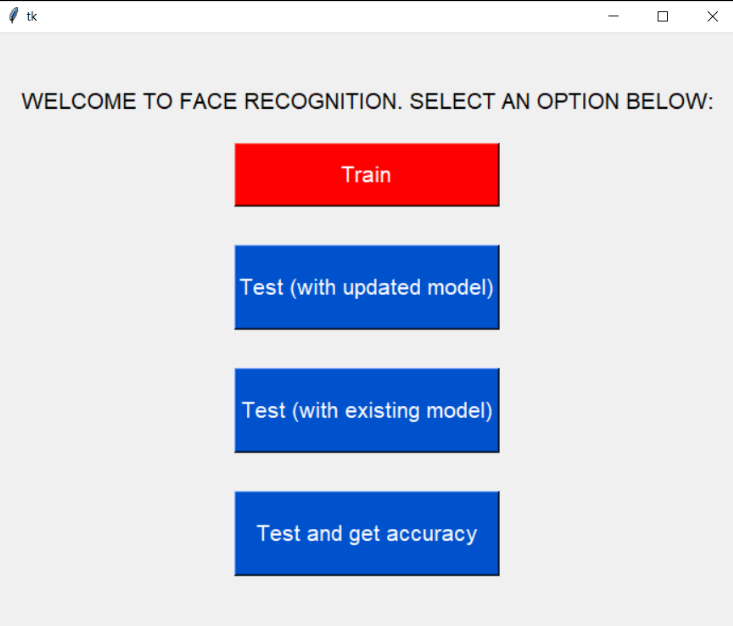 tk
WELCOME TO FACE RECOGNITION. SELECT AN OPTION BELOW:
Train
Test (with updated model)
Test (with existing model)
Test and get accuracy